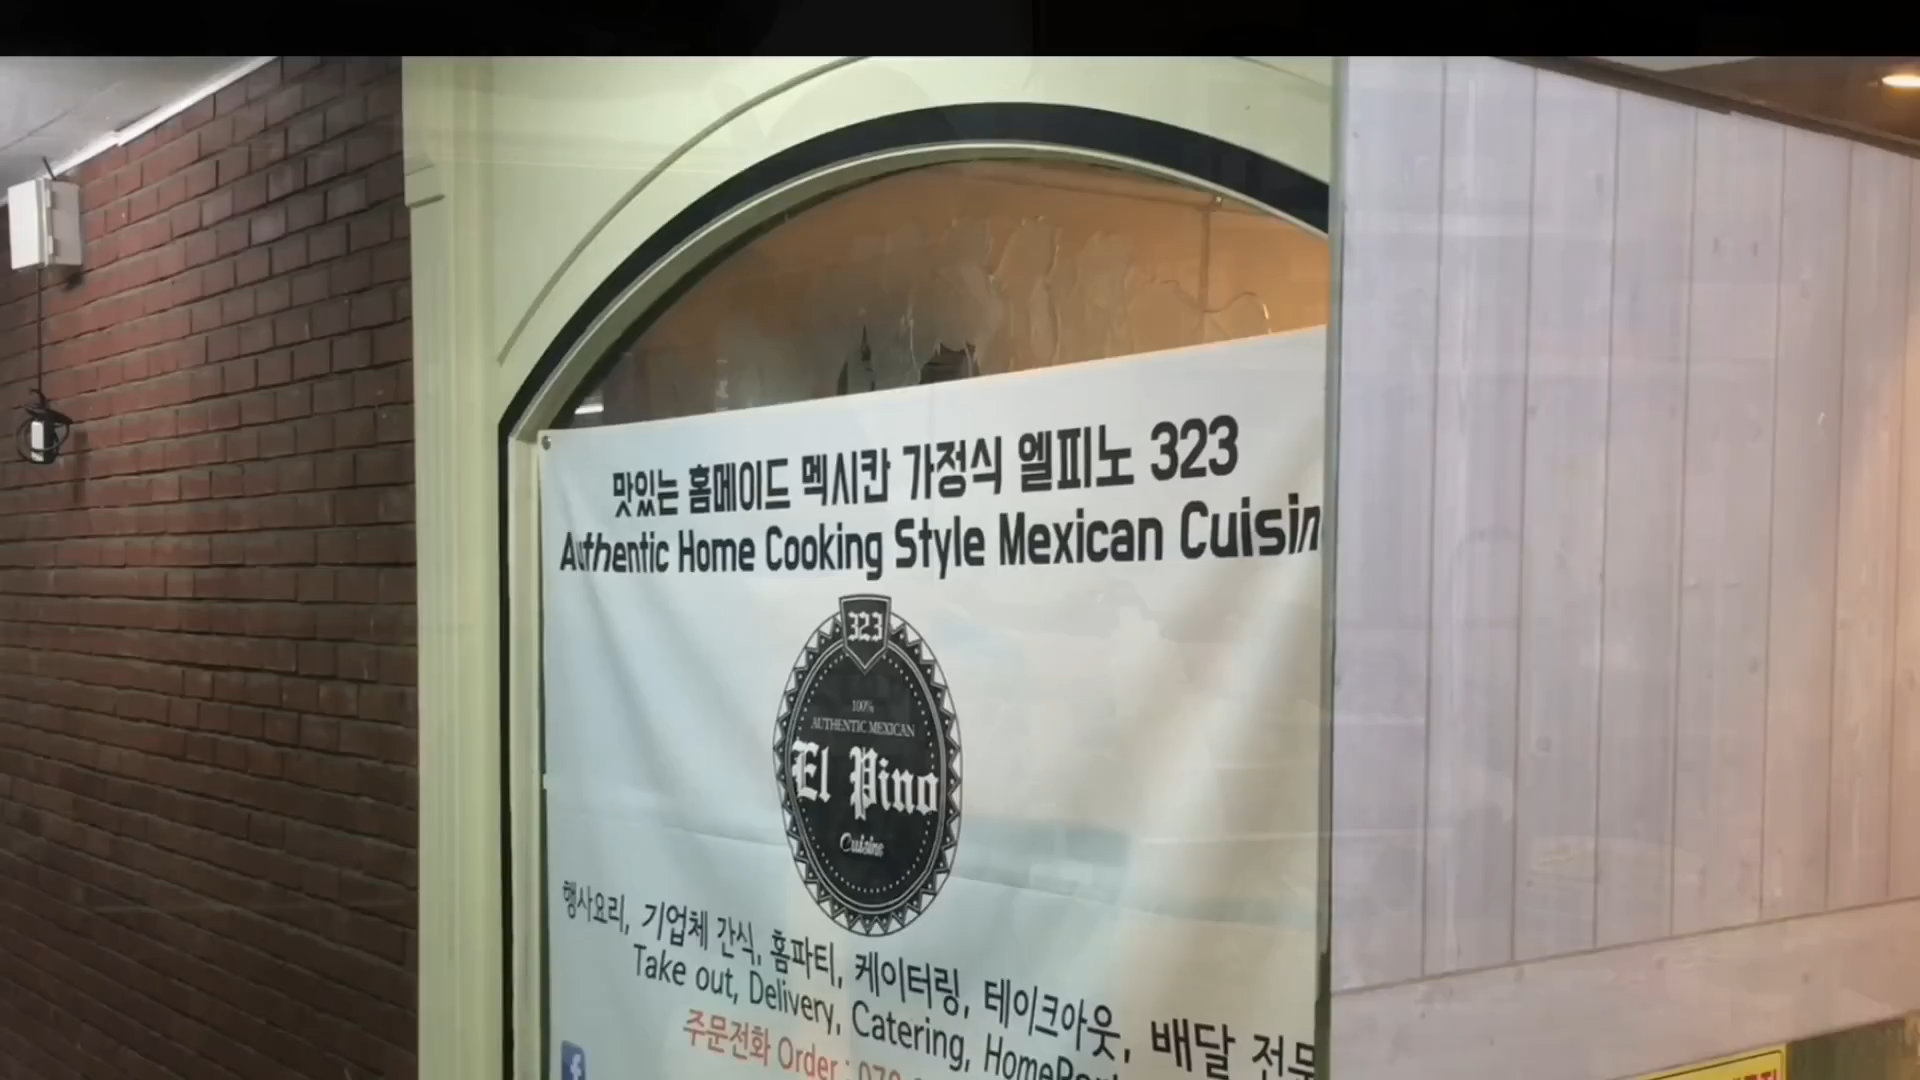 맛있는 홈메이드 멕시칸 가정식 엘피노 323
Authentic Home Cooking Style Mexican Cuisin
323
100%
AUTHENTIC MEXICAN
El Pino
Cuisine
행사요리, 기업체 간식, 홈파티, 케이터링, 테이크아웃, 배달 전문
Take out, Delivery, Catering,
주문전화 Order :